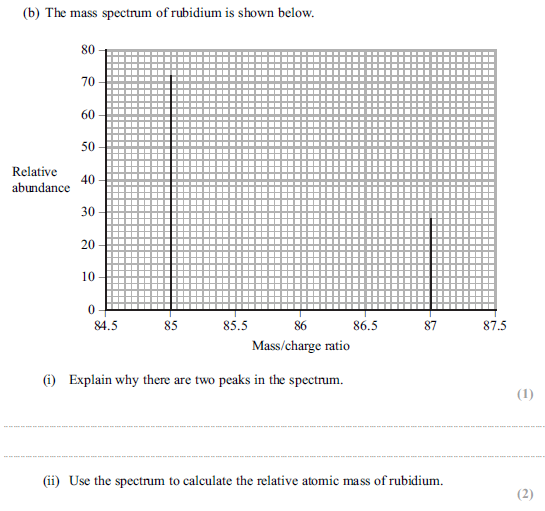 (b) The mass spectrum of rubidium is shown below.
80
70
60
50
Relative
abundance
40
30
20
10
0
84.5 85 85.5 86 86.5 87 87.5
Mass/charge ratio
(i) Explain why there are two peaks in the spectrum.
(1)
(ii) Use the spectrum to calculate the relative atomic mass of rubidium.
(2)